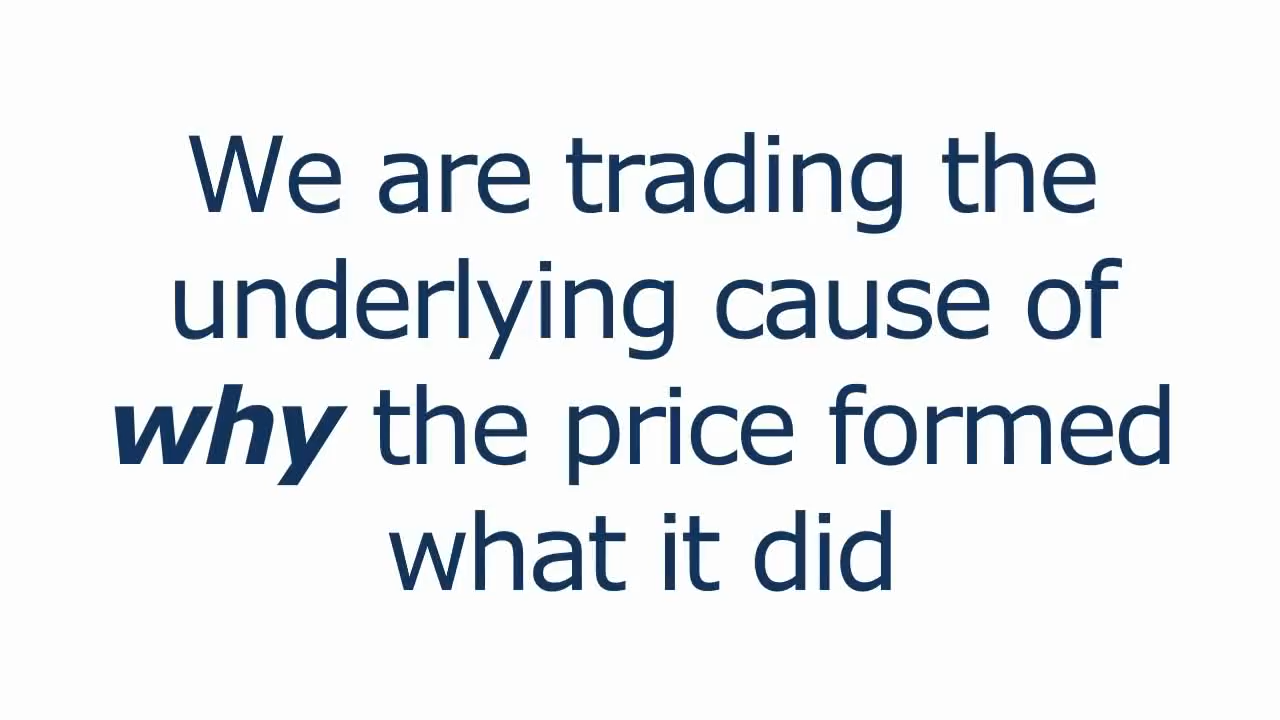 We are trading the
underlying cause of
why the price formed
what it did